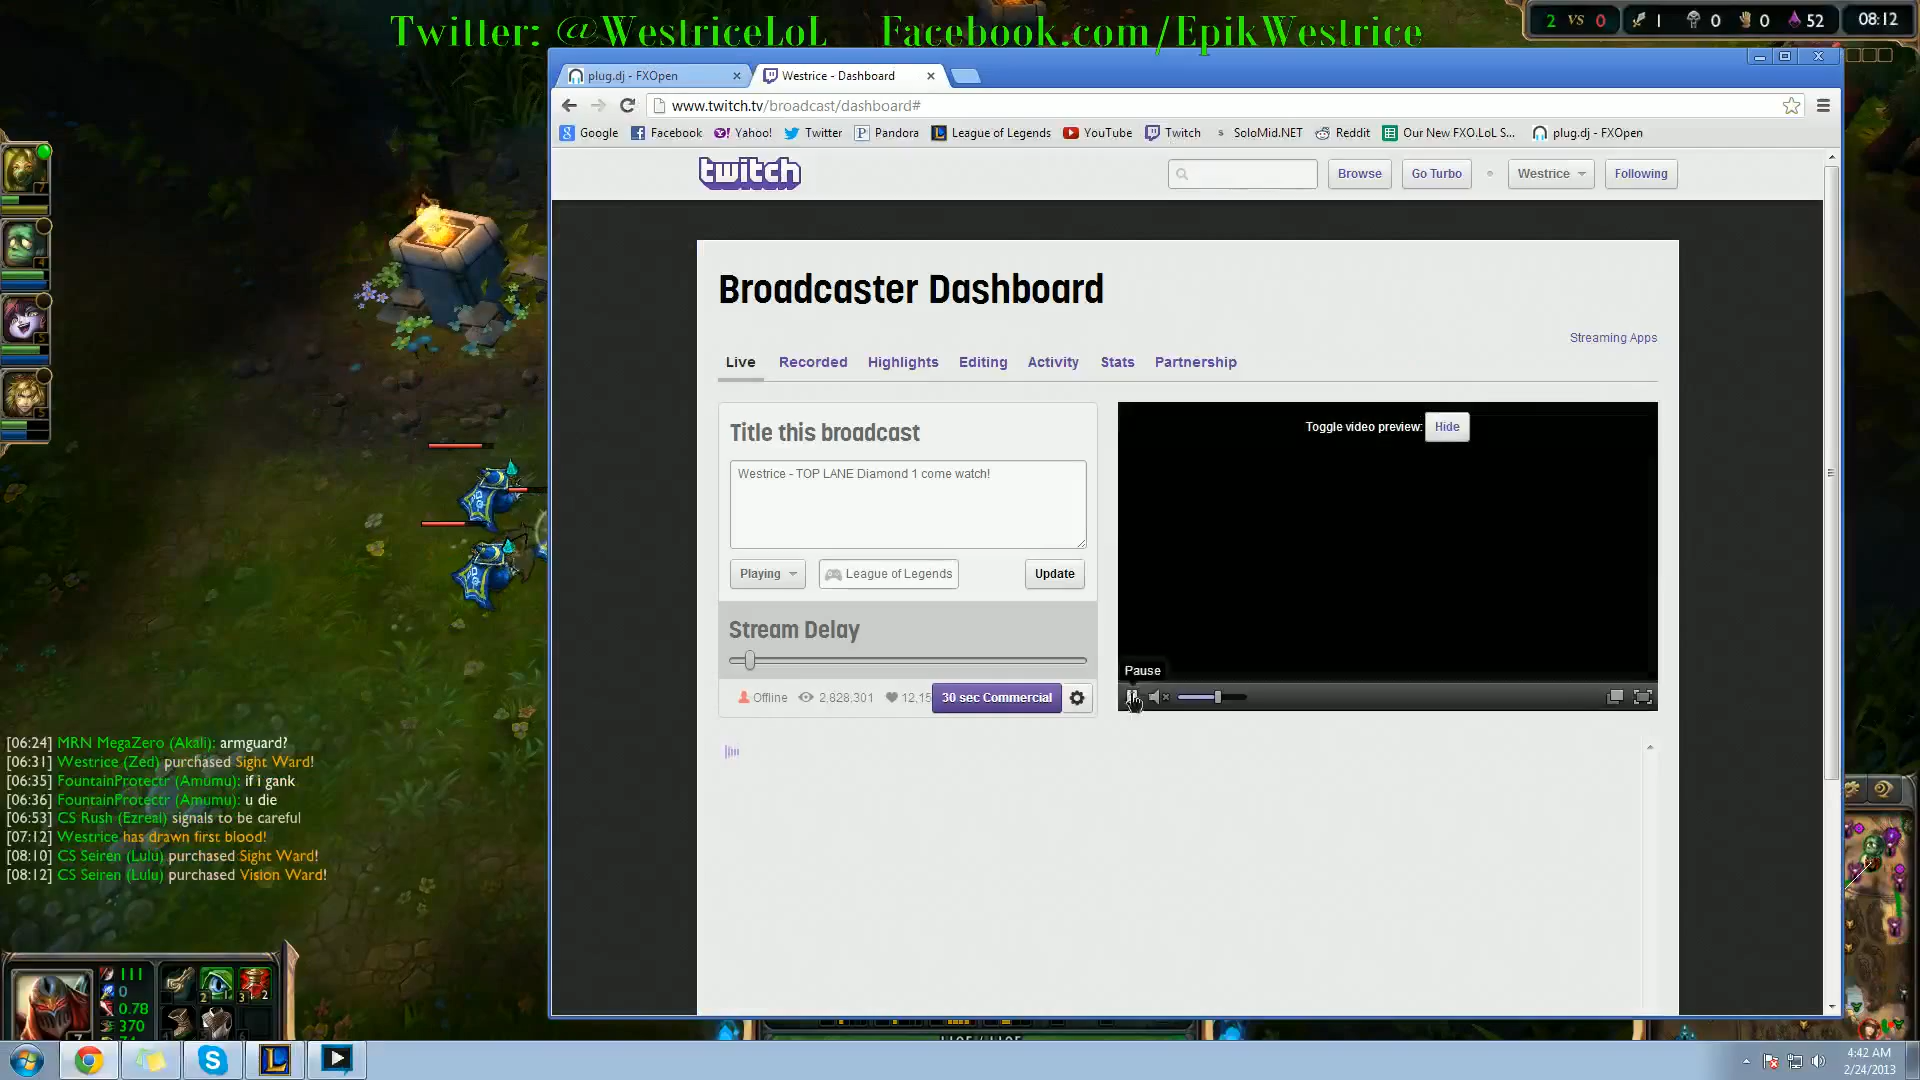 Twitter: @WestriceLoL Facebook.com/EpikWestrice
2 VS 0 1 0 0 52 08:12
plug.dj - FXOpen Westrice - Dashboard
www.twitch.tv/broadcast/dashboard#
Google Facebook Yahoo! Twitter Pandora League of Legends YouTube Twitch SoloMid.NET Reddit Our New FXO.LoL S... plug.dj - FXOpen
twitch Browse Go Turbo Westrice Following
Broadcaster Dashboard
Streaming Apps
Live Recorded Highlights Editing Activity Stats Partnership
Title this broadcast
Toggle video preview: Hide
Westrice - TOP LANE Diamond 1 come watch!
Playing League of Legends Update
Stream Delay
Pause
Offline 2,828,301 12,15 30 sec Commercial
[06:24] MRN MegaZero (Akali): armguard?
[06:31] Westrice (Zed) purchased Sight Ward!
[06:35] FountainProtectr (Amumu): if i gank
[06:36] FountainProtectr (Amumu): u die
[06:53] CS Rush (Ezreal) signals to be careful
[07:12] Westrice has drawn first blood!
[08:10] CS Seiren (Lulu) purchased Sight Ward!
[08:12] CS Seiren (Lulu) purchased Vision Ward!
111
0
0.78
370
2 3 2
4:42 AM
2/24/2013